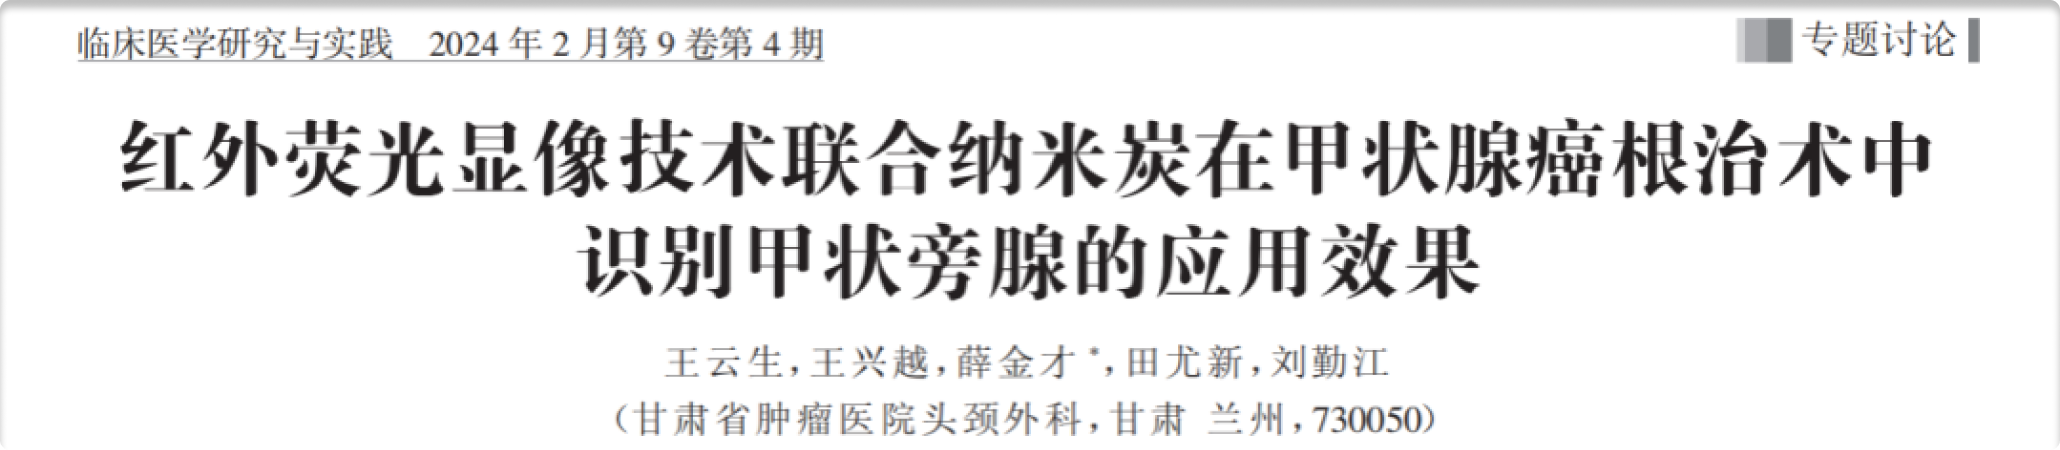 临床医学研究与实践 2024 年 2 月第 9 卷第 4 期
专题讨论
红外荧光显像技术联合纳米炭在甲状腺癌根治术中
识别甲状旁腺的应用效果
王云生，王兴越，薛金才*，田尤新，刘勤江
（甘肃省肿瘤医院头颈外科，甘肃 兰州，730050）